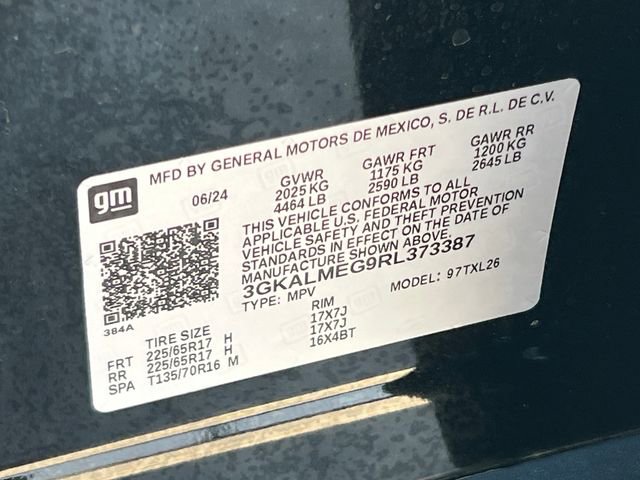 gm
MFD BY GENERAL MOTORS DE MEXICO, S. DE R.L. DE C.V.
06/24
GVWR GAWR FRT GAWR RR
2025 KG 1175 KG 1200 KG
4464 LB 2590 LB 2645 LB
THIS VEHICLE CONFORMS TO ALL
APPLICABLE U.S. FEDERAL MOTOR
VEHICLE SAFETY AND THEFT PREVENTION
STANDARDS IN EFFECT ON THE DATE OF
MANUFACTURE SHOWN ABOVE.
3GKALMEG9RL373387
TYPE: MPV MODEL: 97TXL26
384A
TIRE SIZE RIM
FRT 225/65R17 H 17X7J
RR 225/65R17 H 17X7J
SPA T135/70R16 M 16X4BT